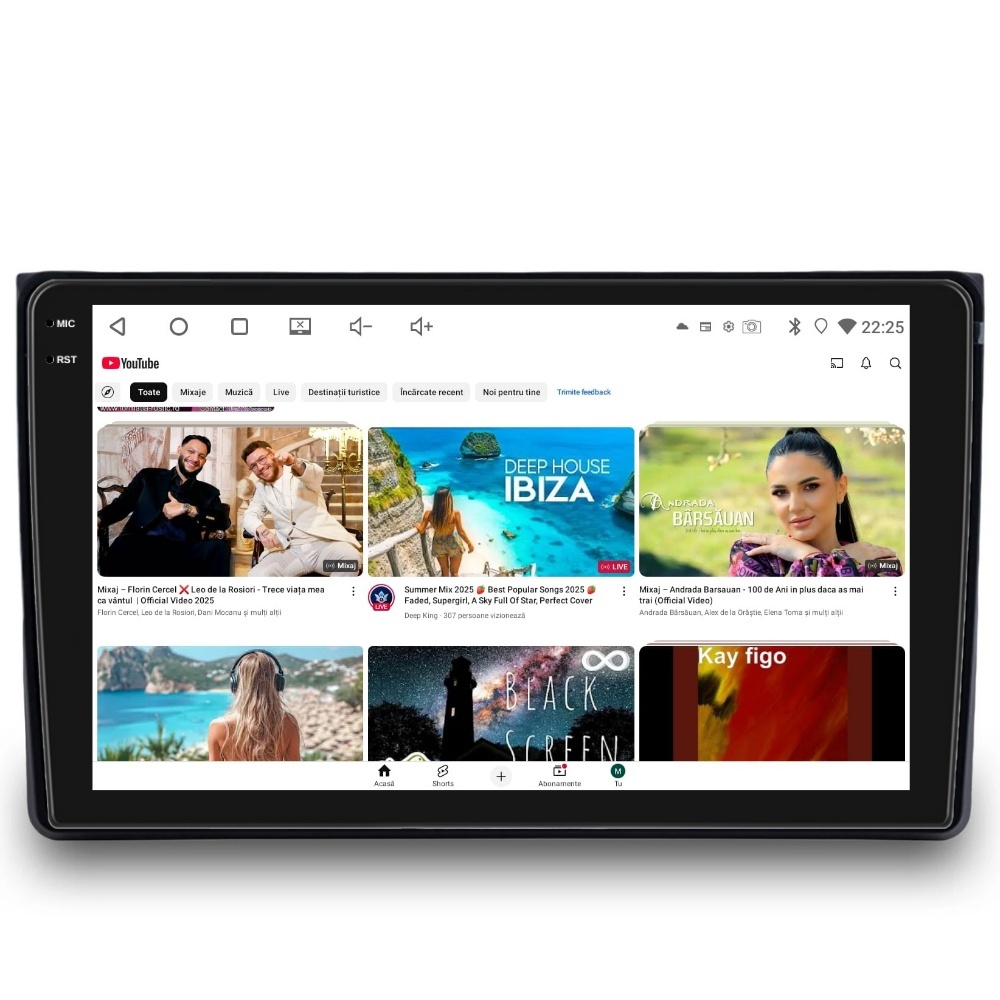 MIC
22:25
RST
YouTube
Toate
Mixaje
Muzică
Live
Destinații turistice
Încărcate recent
Noi pentru tine
Trimite feedback
Mixaj
DEEP HOUSE
IBIZA
LIVE
ANDRADA
BÂRSĂUAN
Mixaj
Mixaj – Florin Cercel ❌ Leo de la Rosiori - Trece viața mea
ca vântul | Official Video 2025
Florin Cercel, Leo de la Rosiori, Dani Mocanu și mulți alții
LIVE
Summer Mix 2025 🍓 Best Popular Songs 2025 🍓
Faded, Supergirl, A Sky Full Of Star, Perfect Cover
Deep King · 307 persoane vizionează
Mixaj – Andrada Barsauan - 100 de Ani in plus daca as mai
trai (Official Video)
Andrada Bârsăuan, Alex de la Orăștie, Elena Toma și mulți alții
BLACK
SCREEN
Kay figo
Acasă
Shorts
Abonamente
M
Tu